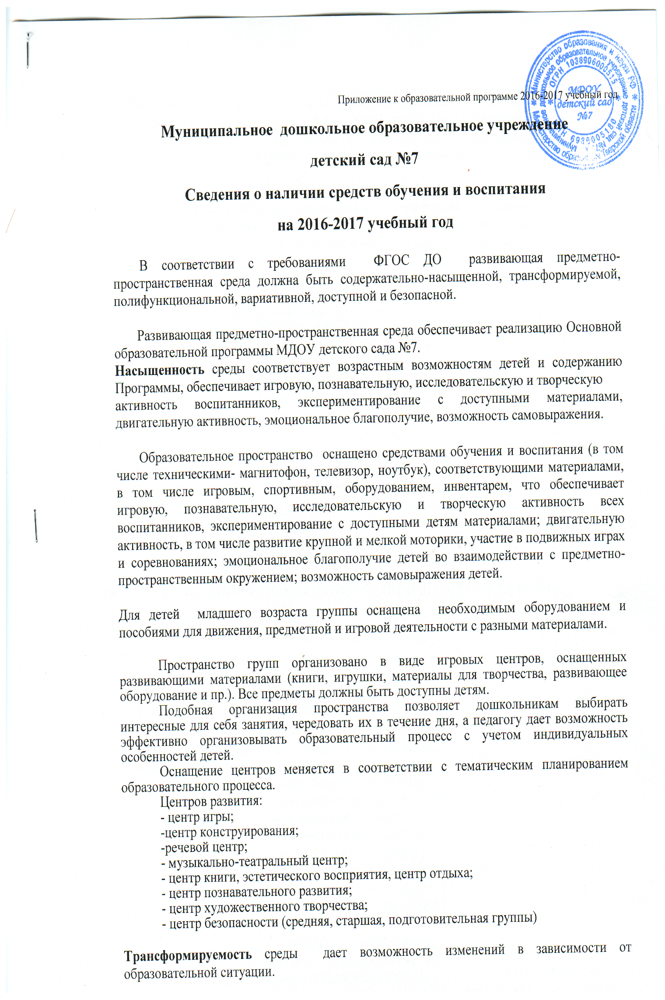 Приложение к образовательной программе 2016-2017 учебный год
Муниципальное дошкольное образовательное учреждение
детский сад №7
Сведения о наличии средств обучения и воспитания
на 2016-2017 учебный год
В соответствии с требованиями ФГОС ДО развивающая предметно-
пространственная среда должна быть содержательно-насыщенной, трансформируемой,
полифункциональной, вариативной, доступной и безопасной.
Развивающая предметно-пространственная среда обеспечивает реализацию Основной
образовательной программы МДОУ детского сада №7.
Насыщенность среды соответствует возрастным возможностям детей и содержанию
Программы, обеспечивает игровую, познавательную, исследовательскую и творческую
активность воспитанников, экспериментирование с доступными материалами,
двигательную активность, эмоциональное благополучие, возможность самовыражения.
Образовательное пространство оснащено средствами обучения и воспитания (в том
числе техническими- магнитофон, телевизор, ноутбук), соответствующими материалами,
в том числе игровым, спортивным, оборудованием, инвентарем, что обеспечивает
игровую, познавательную, исследовательскую и творческую активность всех
воспитанников, экспериментирование с доступными детям материалами; двигательную
активность, в том числе развитие крупной и мелкой моторики, участие в подвижных играх
и соревнованиях; эмоциональное благополучие детей во взаимодействии с предметно-
пространственным окружением; возможность самовыражения детей.
Для детей младшего возраста группы оснащена необходимым оборудованием и
пособиями для движения, предметной и игровой деятельности с разными материалами.
Пространство групп организовано в виде игровых центров, оснащенных
развивающими материалами (книги, игрушки, материалы для творчества, развивающее
оборудование и пр.). Все предметы должны быть доступны детям.
Подобная организация пространства позволяет дошкольникам выбирать
интересные для себя занятия, чередовать их в течение дня, а педагогу дает возможность
эффективно организовывать образовательный процесс с учетом индивидуальных
особенностей детей.
Оснащение центров меняется в соответствии с тематическим планированием
образовательного процесса.
Центров развития:
- центр игры;
-центр конструирования;
-речевой центр;
- музыкально-театральный центр;
- центр книги, эстетического восприятия, центр отдыха;
- центр познавательного развития;
- центр художественного творчества;
- центр безопасности (средняя, старшая, подготовительная группы)
Трансформируемость среды дает возможность изменений в зависимости от
образовательной ситуации.
Министерство образования и науки РФ
дошкольное образовательное учреждение детский сад №7
ОГРН 1036906000515
МДОУ
детский сад
№7